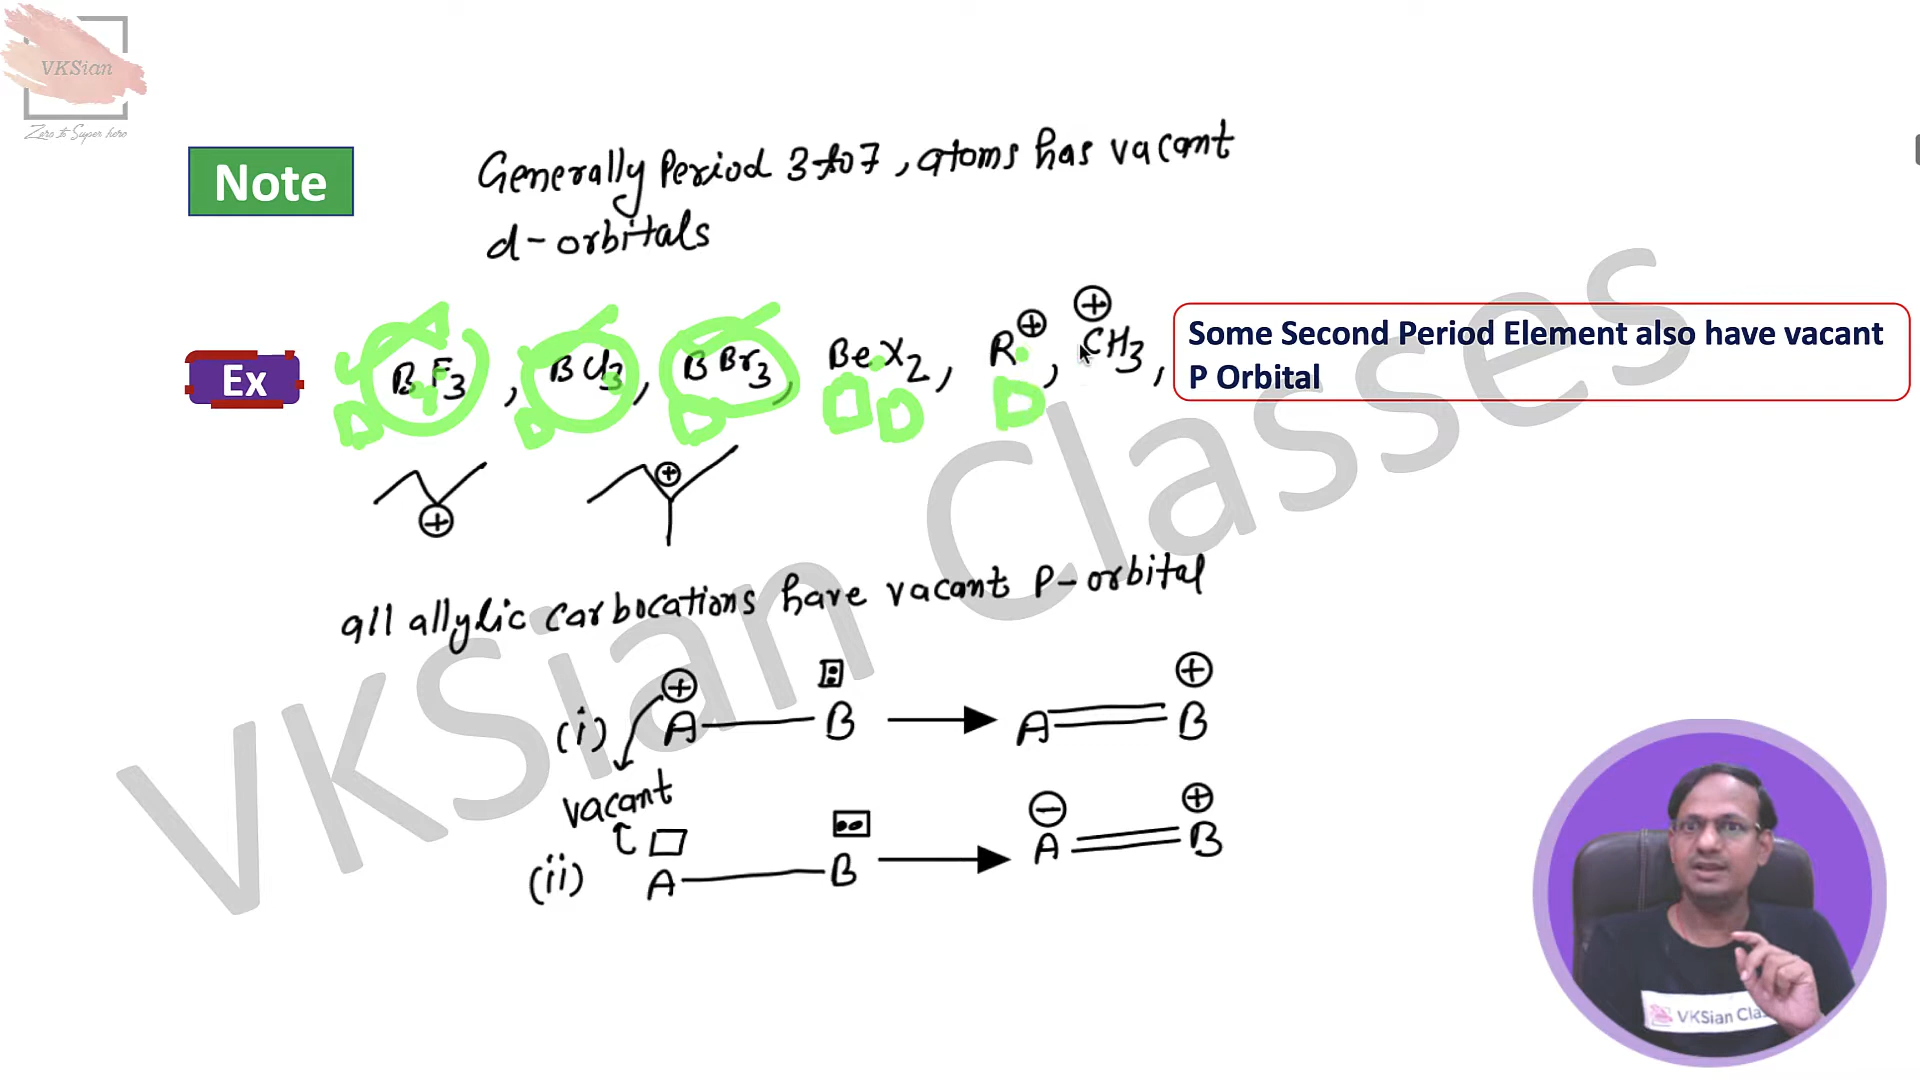 VKSian
Zero to Super hero
Note
Generally Period 3 to 7, atoms has vacant
d-orbitals
Ex
BF3, BCl3, BBr3, BeX2, R⊕, ⊕CH3,
Some Second Period Element also have vacant
P Orbital
⊕ ⊕
all allylic carbocations have vacant P-orbital
⊕ ⊕
(i) A — B → A = B
vacant
⊖ ⊕
(ii) A — B → A = B
VKSian Classes
VKSian Clas